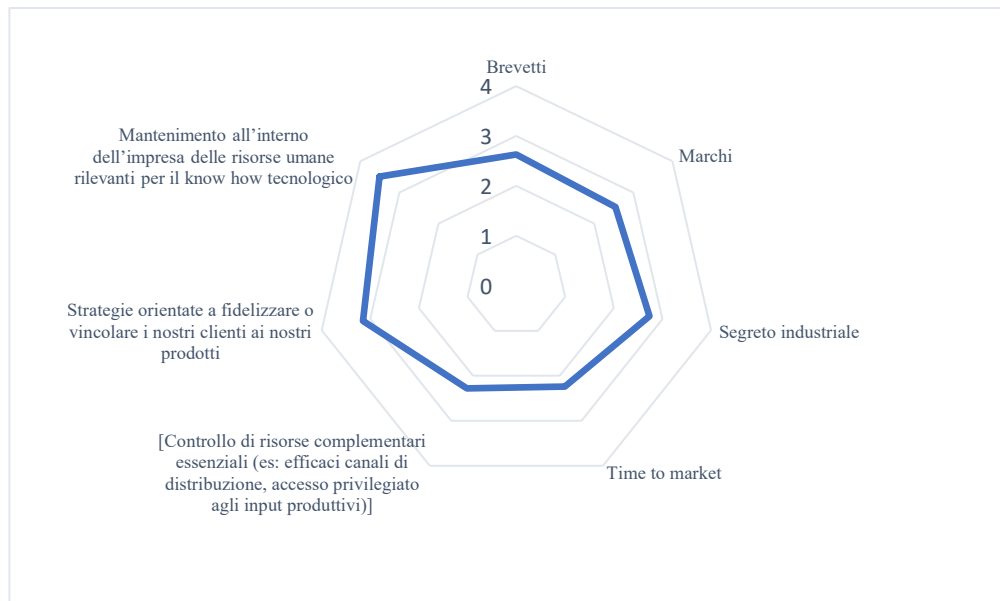 Brevetti
4
3
2
1
0
Marchi
Segreto industriale
Time to market
[Controllo di risorse complementari
essenziali (es: efficaci canali di
distribuzione, accesso privilegiato
agli input produttivi)]
Strategie orientate a fidelizzare o
vincolare i nostri clienti ai nostri
prodotti
Mantenimento all’interno
dell’impresa delle risorse umane
rilevanti per il know how tecnologico